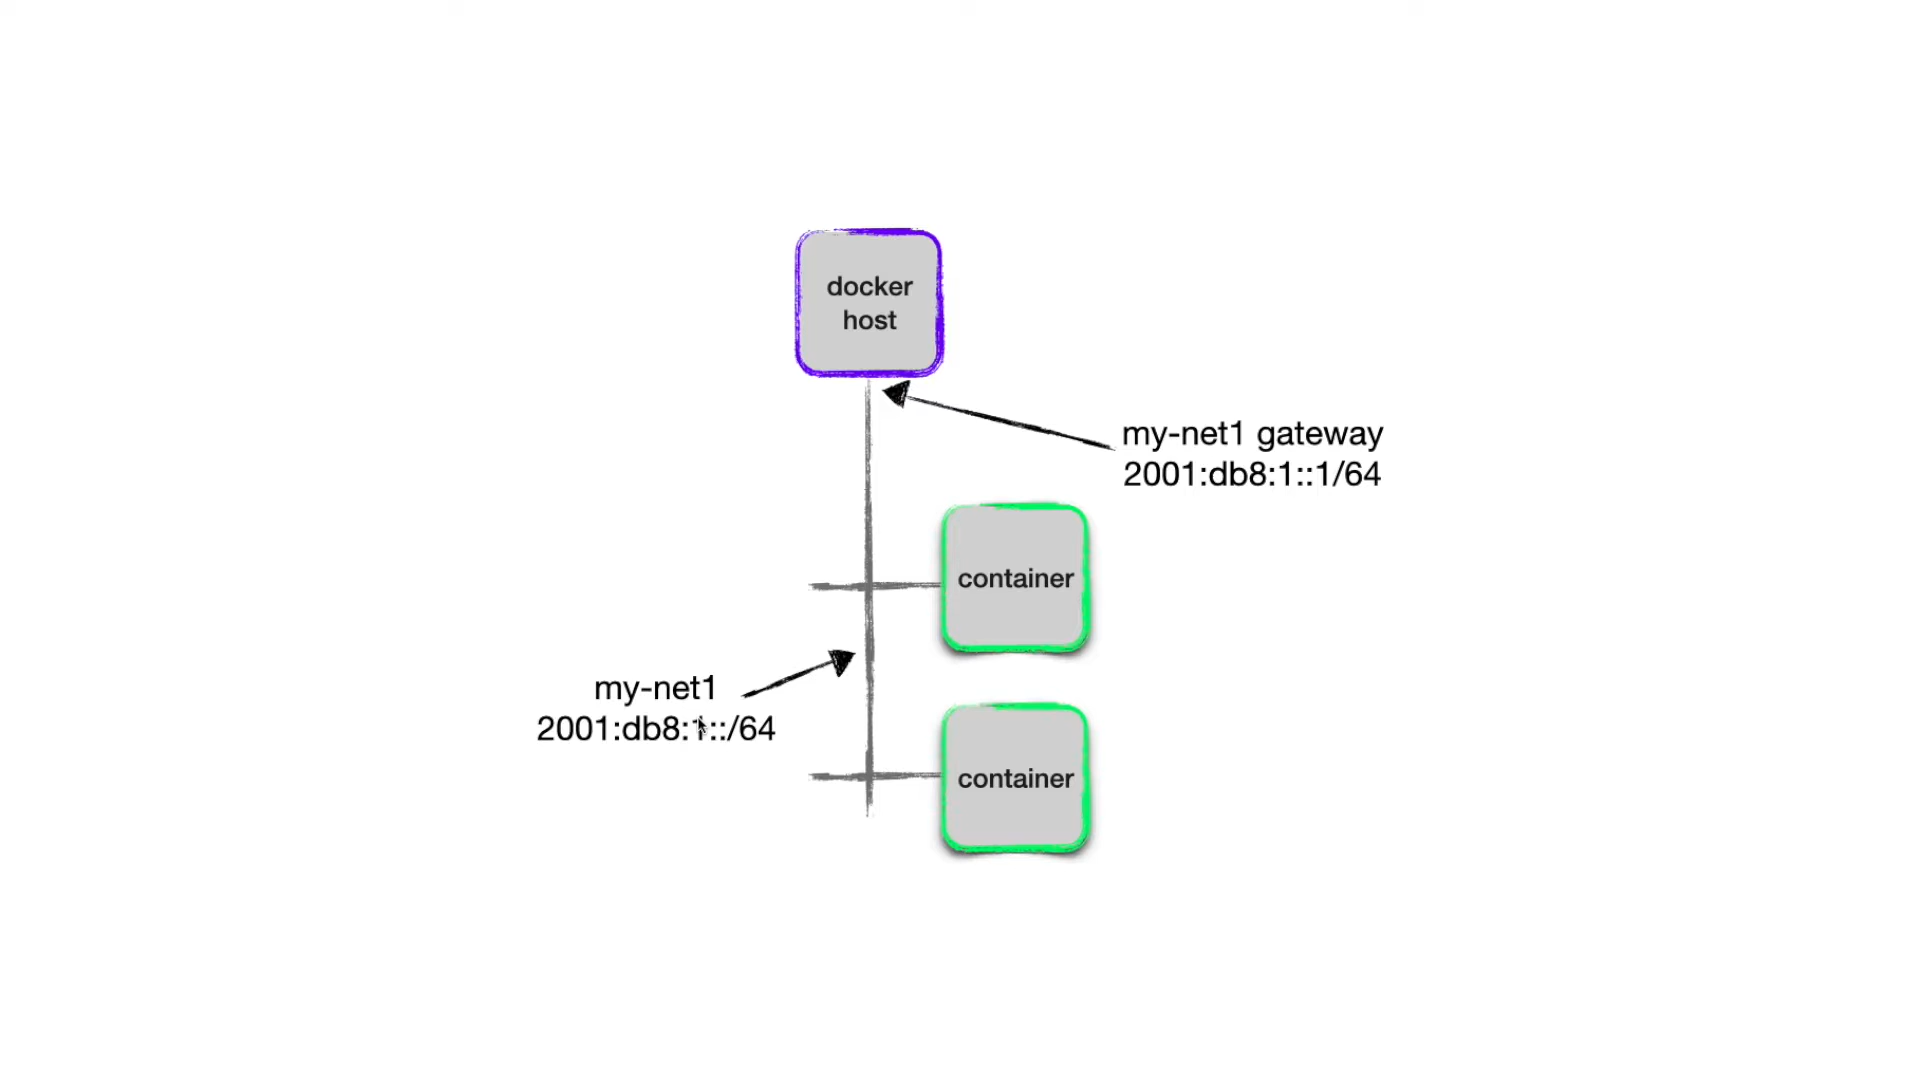 docker
host
my-net1 gateway
2001:db8:1::1/64
container
my-net1
2001:db8:1::/64
container